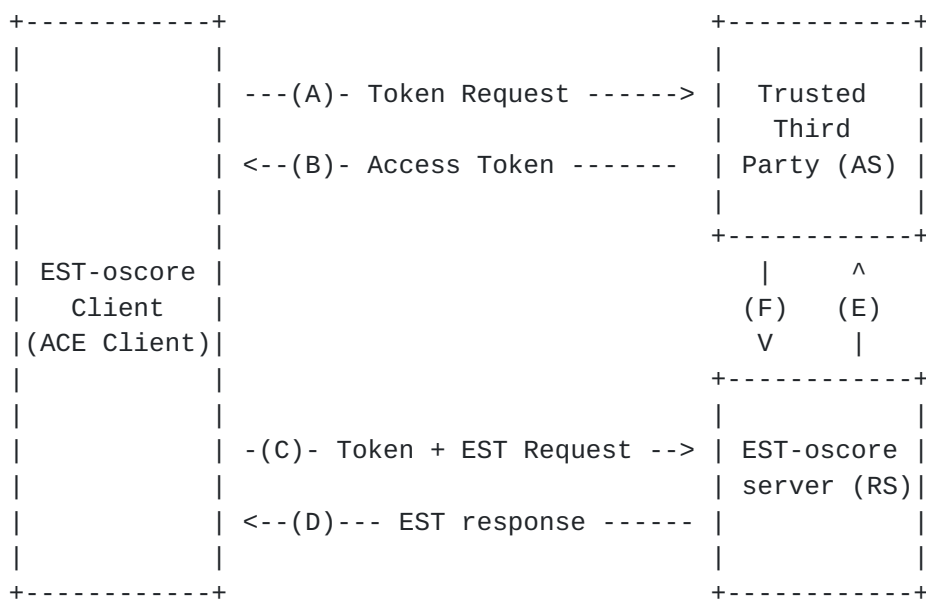 +------------+                               +------------+
|            |                               |            |
|            | ---(A)- Token Request ------> |  Trusted   |
|            |                               |   Third    |
|            | <--(B)- Access Token -------  | Party (AS) |
|            |                               |            |
|            |                               +------------+
| EST-oscore |                                  |     ^
|   Client   |                                 (F)   (E)
|(ACE Client)|                                  V     |
|            |                               +------------+
|            |                               |            |
|            | -(C)- Token + EST Request --> | EST-oscore |
|            |                               | server (RS)|
|            | <--(D)--- EST response ------ |            |
|            |                               |            |
+------------+                               +------------+